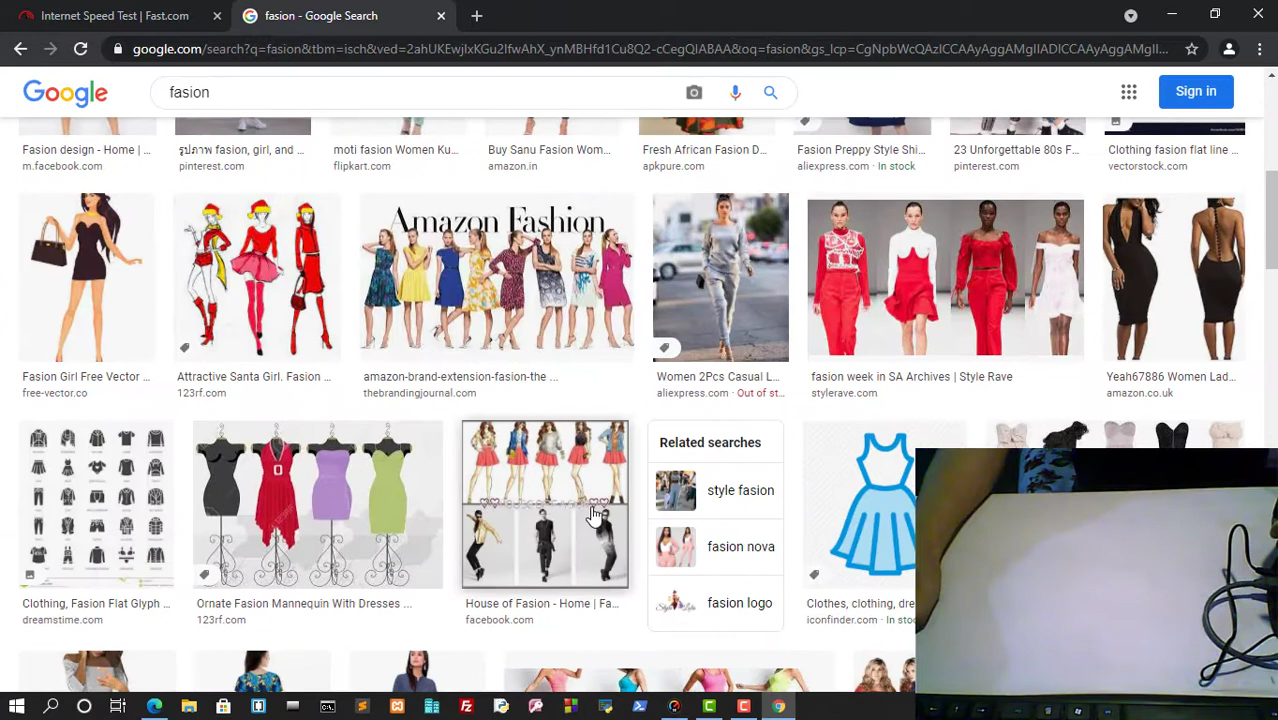 Internet Speed Test | Fast.com
fasion - Google Search
google.com/search?q=fasion&tbm=isch&ved=2ahUKEwjIxKGu2IfwAhX_ynMBHfd1Cu8Q2-cCegQIABAA&oq=fasion&gs_lcp=CgNpbWcQAzICCAAyAggAMgIIADICCAAyAggAMgIIADICCAAyAggAMgI...
Google
fasion
Sign in
Fasion design - Home | ...
m.facebook.com
รูปภาพ fasion, girl, and ...
pinterest.com
moti fasion Women Ku...
flipkart.com
Buy Sanu Fasion Wom...
amazon.in
Fresh African Fasion D...
apkpure.com
Fasion Preppy Style Shi...
aliexpress.com · In stock
23 Unforgettable 80s F...
pinterest.com
Clothing fasion flat line ...
vectorstock.com
Amazon Fashion
Fasion Girl Free Vector ...
free-vector.co
Attractive Santa Girl. Fasion ...
123rf.com
amazon-brand-extension-fasion-the ...
thebrandingjournal.com
Women 2Pcs Casual L...
aliexpress.com · Out of st...
fasion week in SA Archives | Style Rave
stylerave.com
Yeah67886 Women Lad...
amazon.co.uk
Related searches
style fasion
fasion nova
fasion logo
Clothing, Fasion Flat Glyph ...
dreamstime.com
Ornate Fasion Mannequin With Dresses ...
123rf.com
House of Fasion - Home | Fa...
facebook.com
Clothes, clothing, dre...
iconfinder.com · In stoc